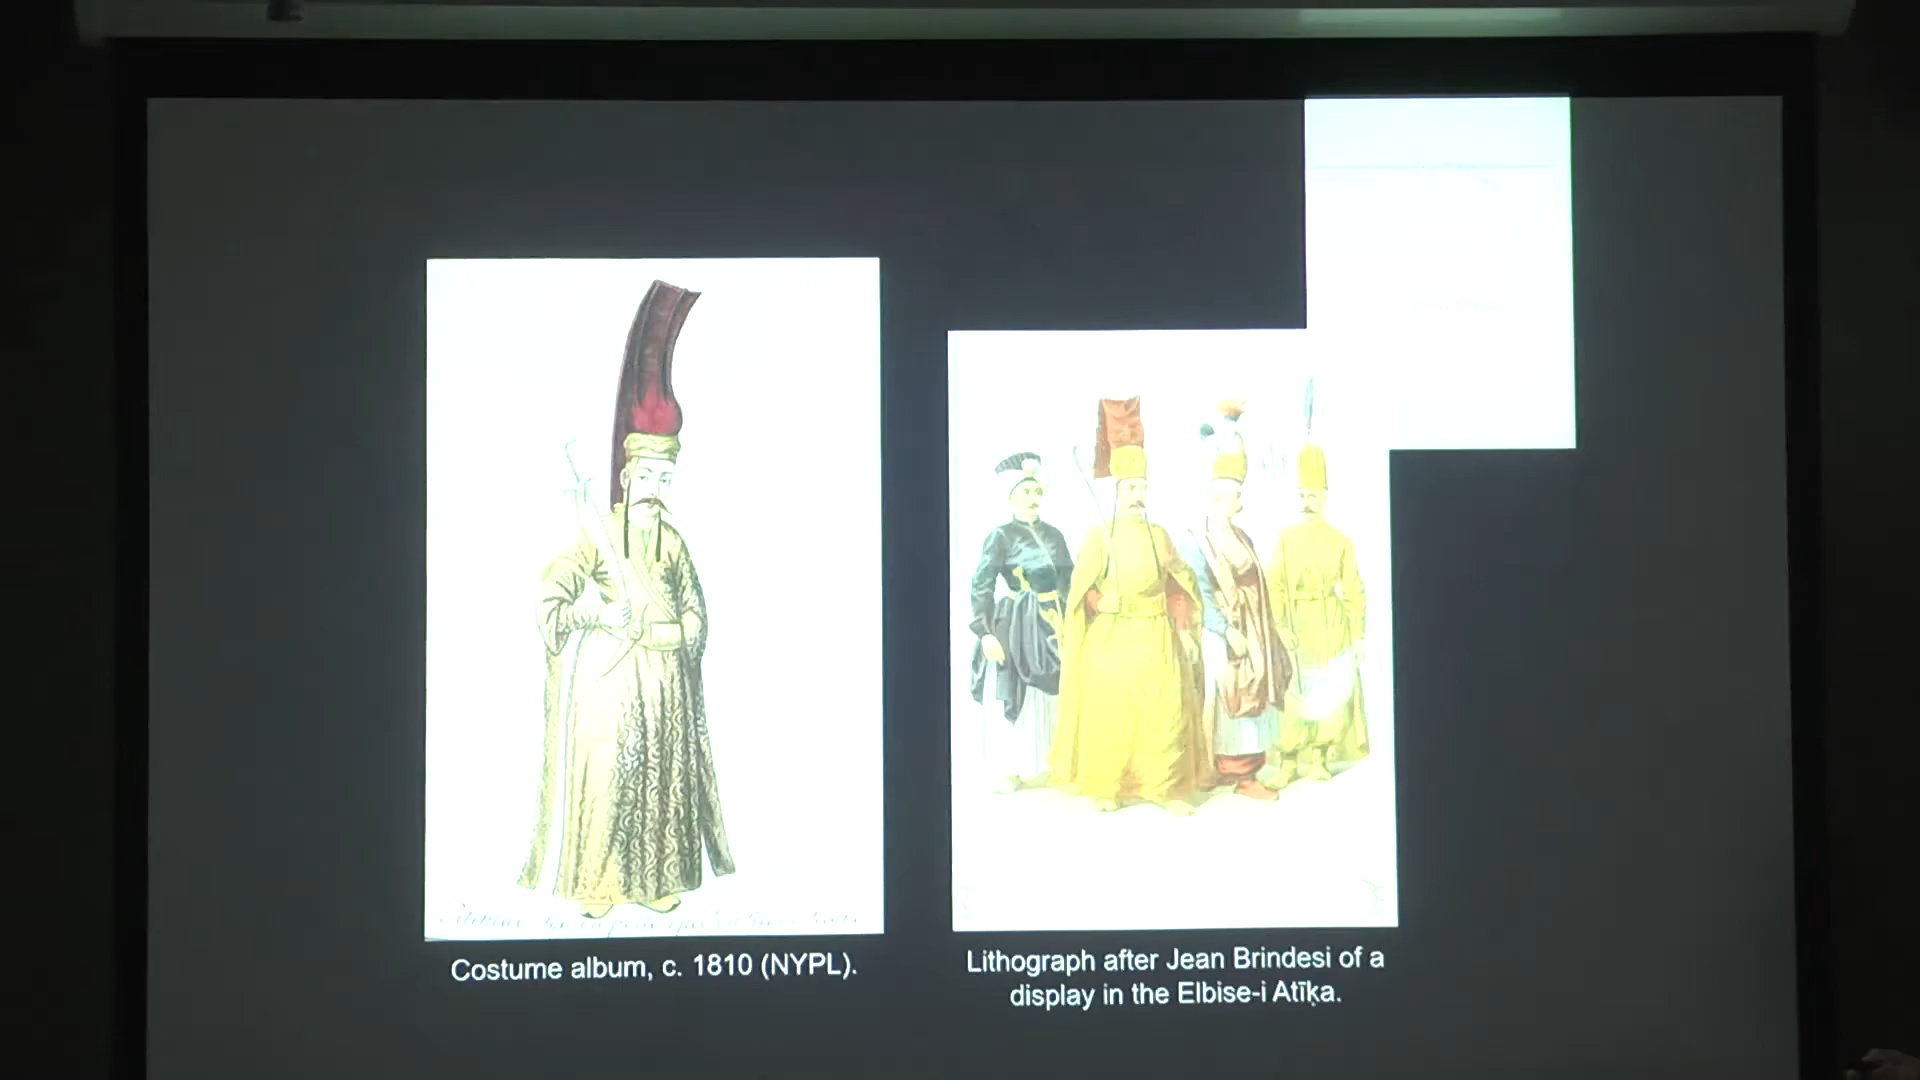 Costume album, c. 1810 (NYPL).
Lithograph after Jean Brindesi of a
display in the Elbise-i Atīḳa.